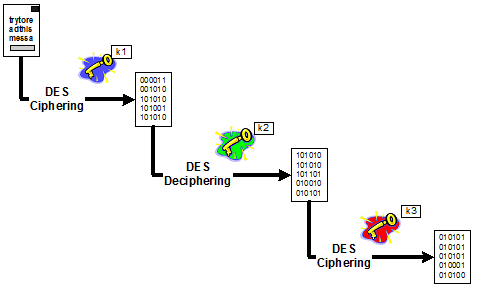 trytore
adthis
messa
k1
DES
Ciphering
000011
001010
101010
101001
101010
k2
DES
Deciphering
101010
101010
101101
010010
010101
k3
DES
Ciphering
010101
010101
010101
010001
010100